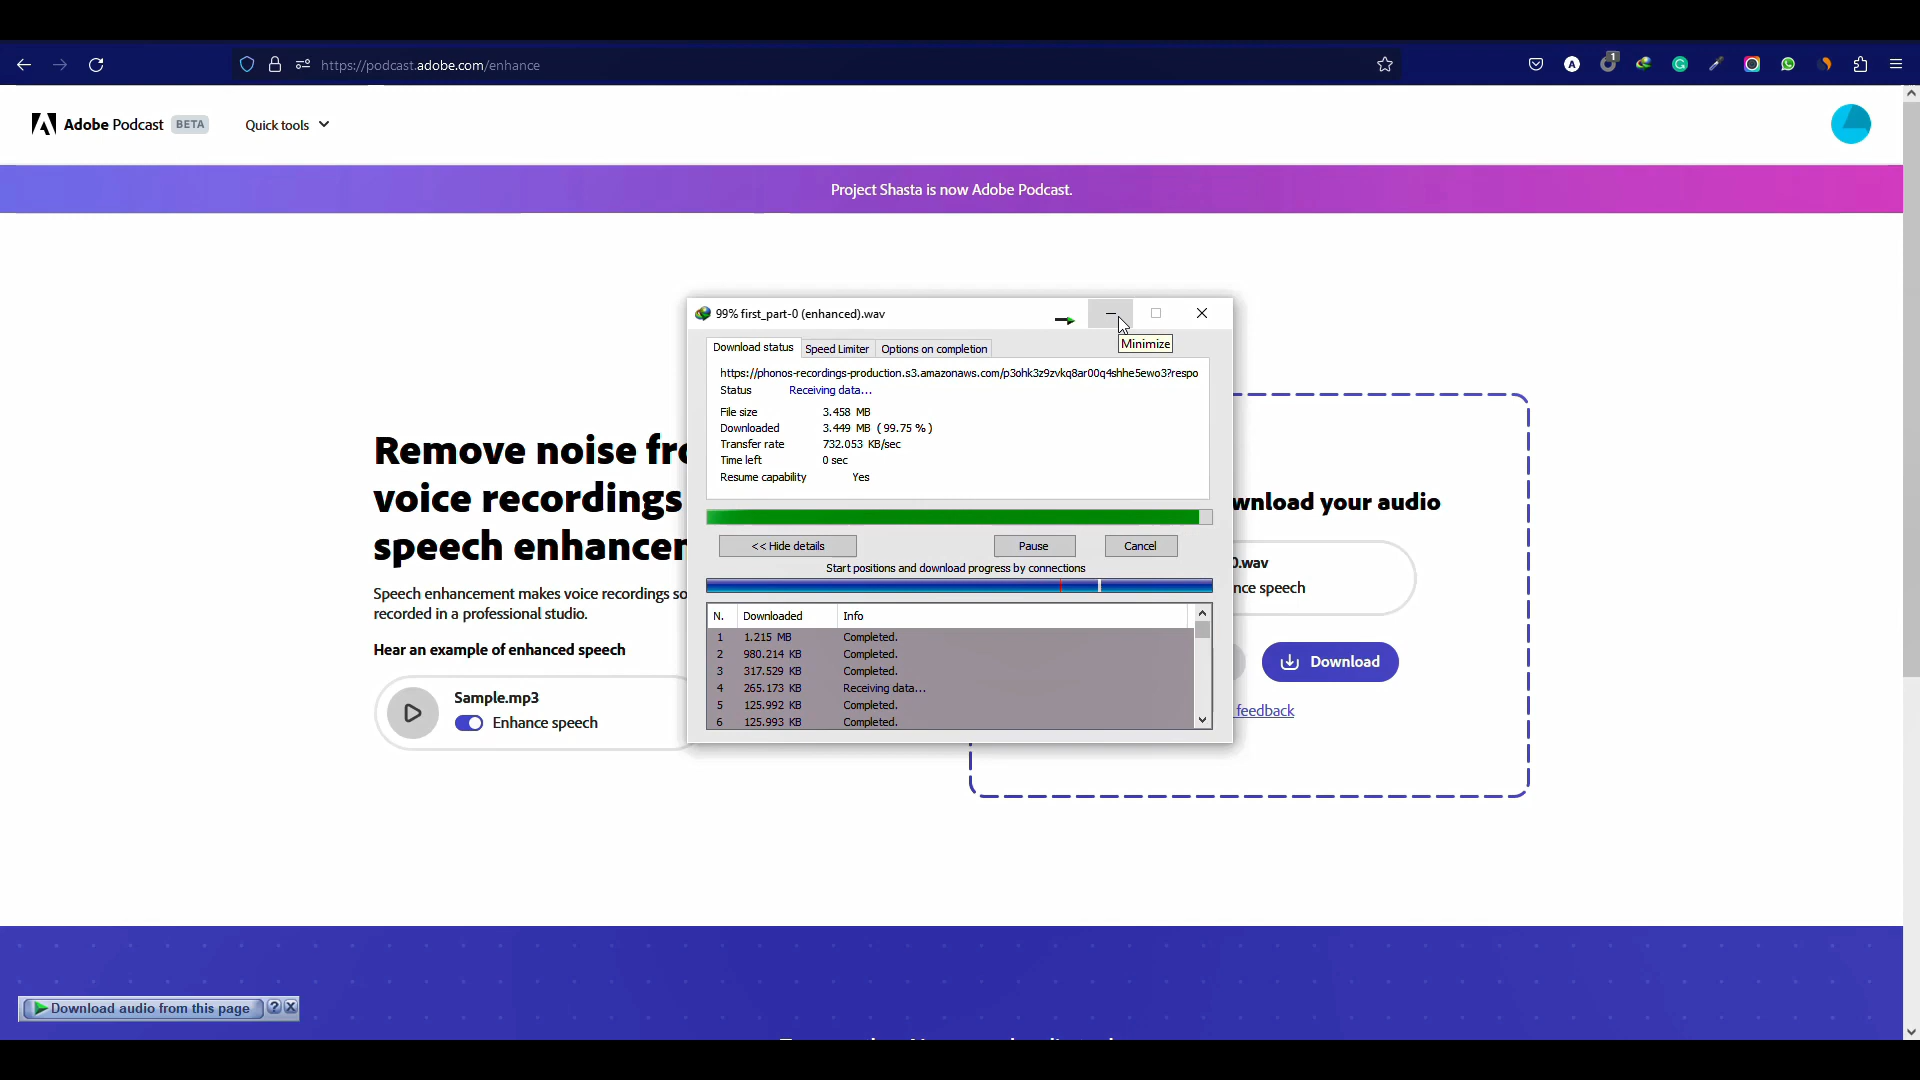 https://podcast.adobe.com/enhance
1
A
Adobe Podcast BETA
Quick tools
Project Shasta is now Adobe Podcast.
99% first_part-0 (enhanced).wav
Minimize
Download status
Speed Limiter
Options on completion
https://phonos-recordings-production.s3.amazonaws.com/p3ohk3z9zvkq8ar00q4shhe5ewo3?respo
Status Receiving data...
File size 3.458 MB
Downloaded 3.449 MB ( 99.75 % )
Transfer rate 732.053 KB/sec
Time left 0 sec
Resume capability Yes
<< Hide details
Pause
Cancel
Start positions and download progress by connections
N. Downloaded Info
1 1.215 MB Completed.
2 980.214 KB Completed.
3 317.529 KB Completed.
4 265.173 KB Receiving data...
5 125.992 KB Completed.
6 125.993 KB Completed.
Remove noise fro
voice recordings
speech enhancem
Speech enhancement makes voice recordings so
recorded in a professional studio.
Hear an example of enhanced speech
Sample.mp3
Enhance speech
wnload your audio
0.wav
nce speech
Download
feedback
Download audio from this page
?